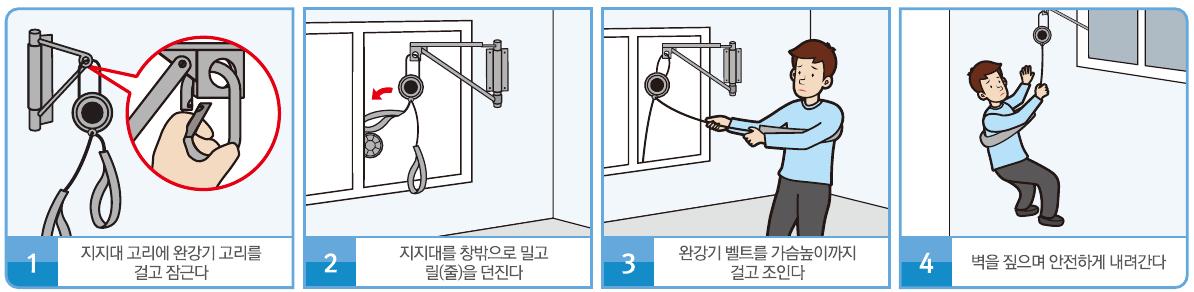 1
지지대 고리에 완강기 고리를
걸고 잠근다
2
지지대를 창밖으로 밀고
릴(줄)을 던진다
3
완강기 벨트를 가슴높이까지
걸고 조인다
4
벽을 짚으며 안전하게 내려간다